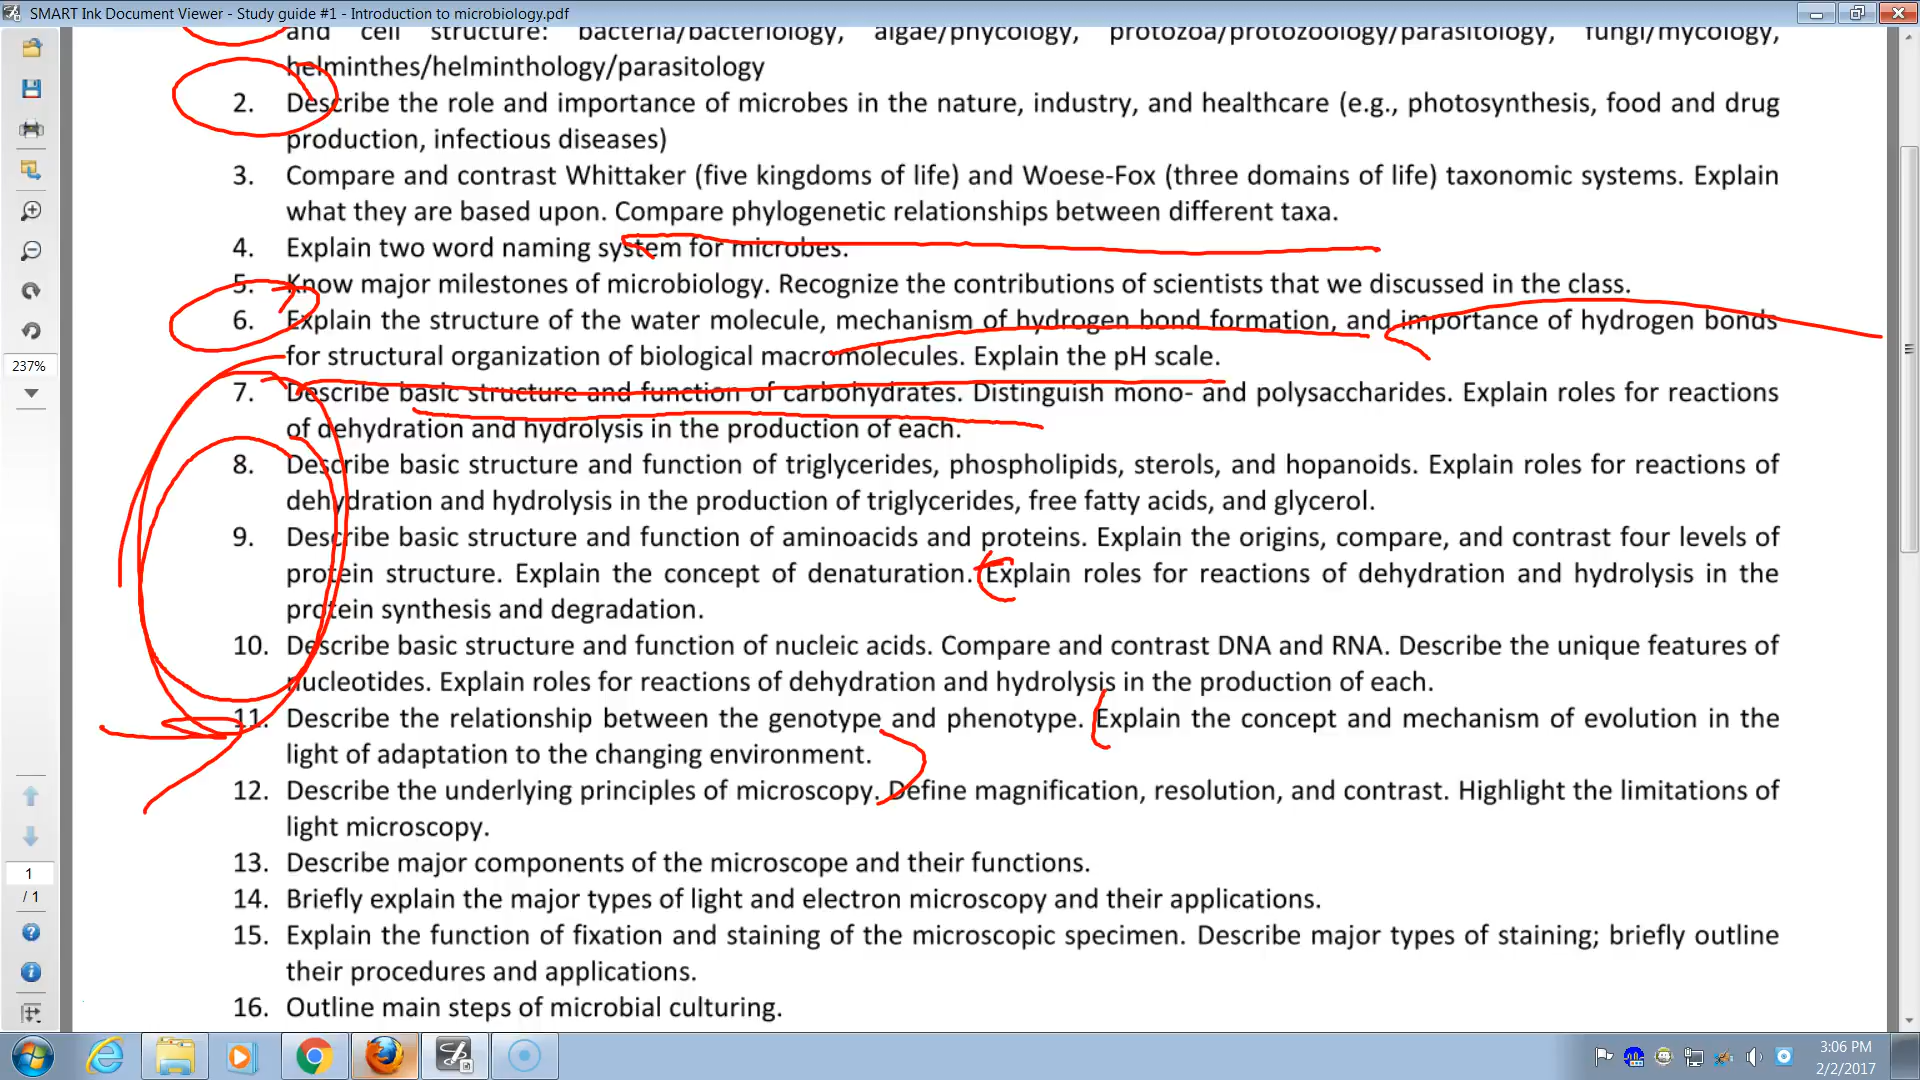 SMART Ink Document Viewer - Study guide #1 - Introduction to microbiology.pdf
and cell structure: bacteria/bacteriology, algae/phycology, protozoa/protozoology/parasitology, fungi/mycology,
helminthes/helminthology/parasitology
2. Describe the role and importance of microbes in the nature, industry, and healthcare (e.g., photosynthesis, food and drug
production, infectious diseases)
3. Compare and contrast Whittaker (five kingdoms of life) and Woese-Fox (three domains of life) taxonomic systems. Explain
what they are based upon. Compare phylogenetic relationships between different taxa.
4. Explain two word naming system for microbes.
5. Know major milestones of microbiology. Recognize the contributions of scientists that we discussed in the class.
6. Explain the structure of the water molecule, mechanism of hydrogen bond formation, and importance of hydrogen bonds
for structural organization of biological macromolecules. Explain the pH scale.
237%
7. Describe basic structure and function of carbohydrates. Distinguish mono- and polysaccharides. Explain roles for reactions
of dehydration and hydrolysis in the production of each.
8. Describe basic structure and function of triglycerides, phospholipids, sterols, and hopanoids. Explain roles for reactions of
dehydration and hydrolysis in the production of triglycerides, free fatty acids, and glycerol.
9. Describe basic structure and function of aminoacids and proteins. Explain the origins, compare, and contrast four levels of
protein structure. Explain the concept of denaturation. Explain roles for reactions of dehydration and hydrolysis in the
protein synthesis and degradation.
10. Describe basic structure and function of nucleic acids. Compare and contrast DNA and RNA. Describe the unique features of
nucleotides. Explain roles for reactions of dehydration and hydrolysis in the production of each.
11. Describe the relationship between the genotype and phenotype. Explain the concept and mechanism of evolution in the
light of adaptation to the changing environment.
12. Describe the underlying principles of microscopy. Define magnification, resolution, and contrast. Highlight the limitations of
light microscopy.
13. Describe major components of the microscope and their functions.
1
/ 1
14. Briefly explain the major types of light and electron microscopy and their applications.
15. Explain the function of fixation and staining of the microscopic specimen. Describe major types of staining; briefly outline
their procedures and applications.
16. Outline main steps of microbial culturing.
3:06 PM
2/2/2017